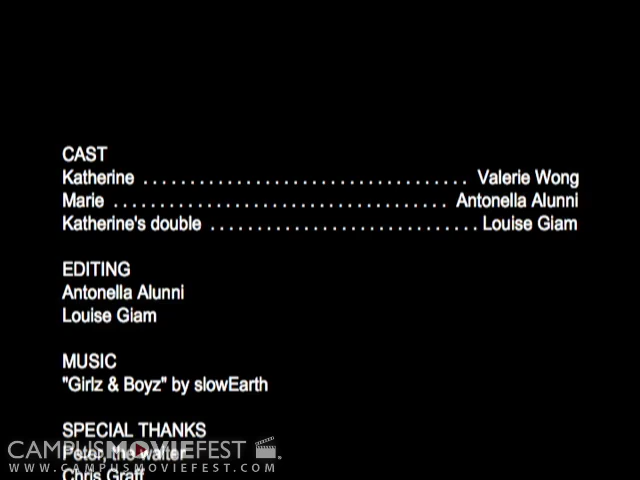 CAST
Katherine .................................. Valerie Wong
Marie ................................... Antonella Alunni
Katherine's double ............................ Louise Giam
EDITING
Antonella Alunni
Louise Giam
MUSIC
"Girlz & Boyz" by slowEarth
SPECIAL THANKS
CAMPUSMOVIEFEST
Peter, the waiter
WWW.CAMPUSMOVIEFEST.COM
Chris Graff